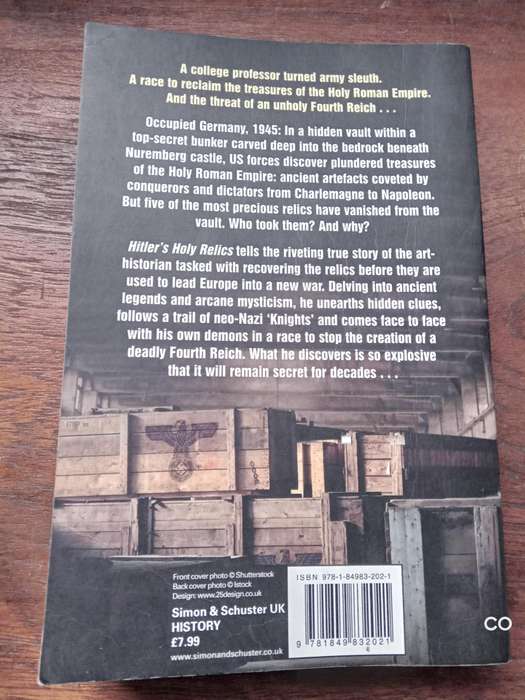 A college professor turned army sleuth.
A race to reclaim the treasures of the Holy Roman Empire.
And the threat of an unholy Fourth Reich . . .
Occupied Germany, 1945: In a hidden vault within a
top-secret bunker carved deep into the bedrock beneath
Nuremberg castle, US forces discover plundered treasures
of the Holy Roman Empire: ancient artefacts coveted by
conquerors and dictators from Charlemagne to Napoleon.
But five of the most precious relics have vanished from the
vault. Who took them? And why?
Hitler's Holy Relics tells the riveting true story of the art-
historian tasked with recovering the relics before they are
used to lead Europe into a new war. Delving into ancient
legends and arcane mysticism, he unearths hidden clues,
follows a trail of neo-Nazi 'Knights' and comes face to face
with his own demons in a race to stop the creation of a
deadly Fourth Reich. What he discovers is so explosive
that it will remain secret for decades . . .
Front cover photo © Shutterstock
Back cover photo © Istock
Design: www.25design.co.uk
Simon & Schuster UK
HISTORY
£7.99
www.simonandschuster.co.uk
ISBN 978-1-84983-202-1
9 781849 832021
CO